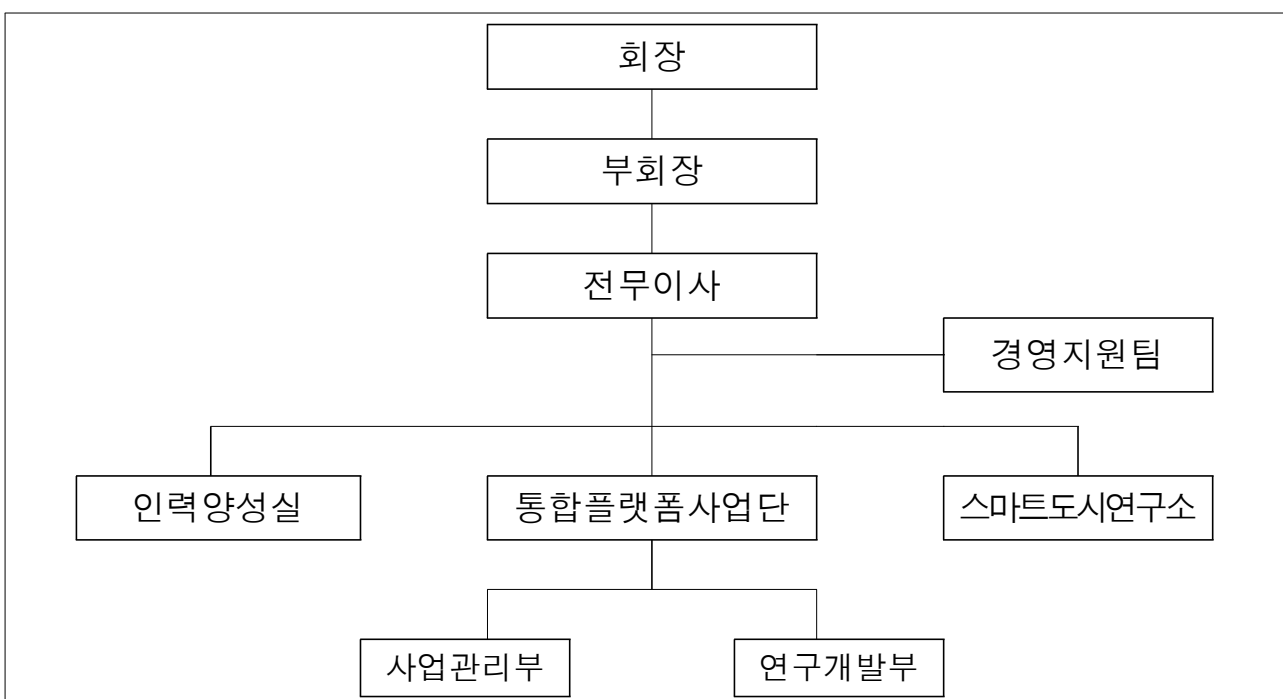 회장
부회장
전무이사
경영지원팀
인력양성실
통합플랫폼사업단
스마트도시연구소
사업관리부
연구개발부